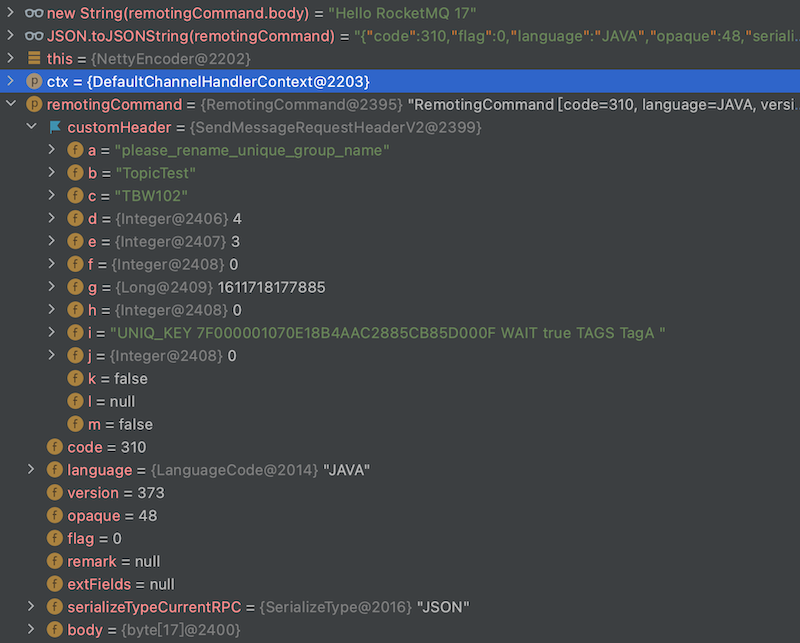 new String(remotingCommand.body) = "Hello RocketMQ 17"
JSON.toJSONString(remotingCommand) = "{"code":310,"flag":0,"language":"JAVA","opaque":48,"seriali...
this = {NettyEncoder@2202}
p ctx = {DefaultChannelHandlerContext@2203}
p remotingCommand = {RemotingCommand@2395} "RemotingCommand [code=310, language=JAVA, versi...
customHeader = {SendMessageRequestHeaderV2@2399}
f a = "please_rename_unique_group_name"
f b = "TopicTest"
f c = "TBW102"
f d = {Integer@2406} 4
f e = {Integer@2407} 3
f f = {Integer@2408} 0
f g = {Long@2409} 1611718177885
f h = {Integer@2408} 0
f i = "UNIQ_KEY 7F000001070E18B4AAC2885CB85D000F WAIT true TAGS TagA "
f j = {Integer@2408} 0
f k = false
f l = null
f m = false
f code = 310
f language = {LanguageCode@2014} "JAVA"
f version = 373
f opaque = 48
f flag = 0
f remark = null
f extFields = null
f serializeTypeCurrentRPC = {SerializeType@2016} "JSON"
f body = {byte[17]@2400}